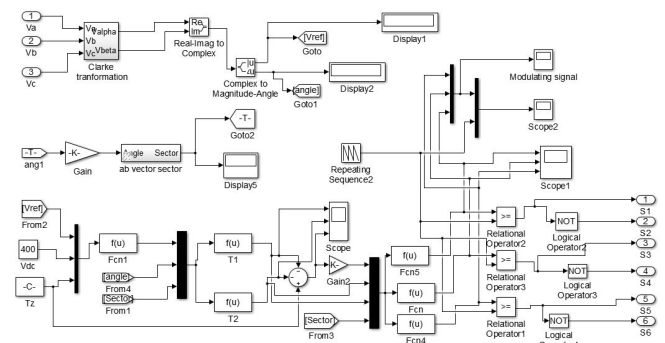 1
Va
2
Vb
3
Vc
Va
Vb
Vc
Valpha
Vbeta
Clarke
tranformation
Re
Im
Real-Imag to
Complex
|u|
∠u
Complex to
Magnitude-Angle
[Vref]
Goto
[angle]
Goto1
Display1
Display2
-T-
ang1
-K-
Gain
Angle Sector
ab vector sector
-T-
Goto2
Display5
Repeating
Sequence2
Modulating signal
Scope2
Scope1
[Vref]
From2
400
Vdc
-C-
Tz
f(u)
Fcn1
[angle]
From4
[Sector]
From1
f(u)
T1
f(u)
T2
Scope
-K-
Gain2
[Sector]
From3
f(u)
Fcn5
f(u)
Fcn
f(u)
Fcn4
>=
Relational
Operator2
>=
Relational
Operator3
>=
Relational
Operator1
NOT
Logical
Operator2
NOT
Logical
Operator3
NOT
Logical
1
S1
2
S2
3
S3
4
S4
5
S5
6
S6